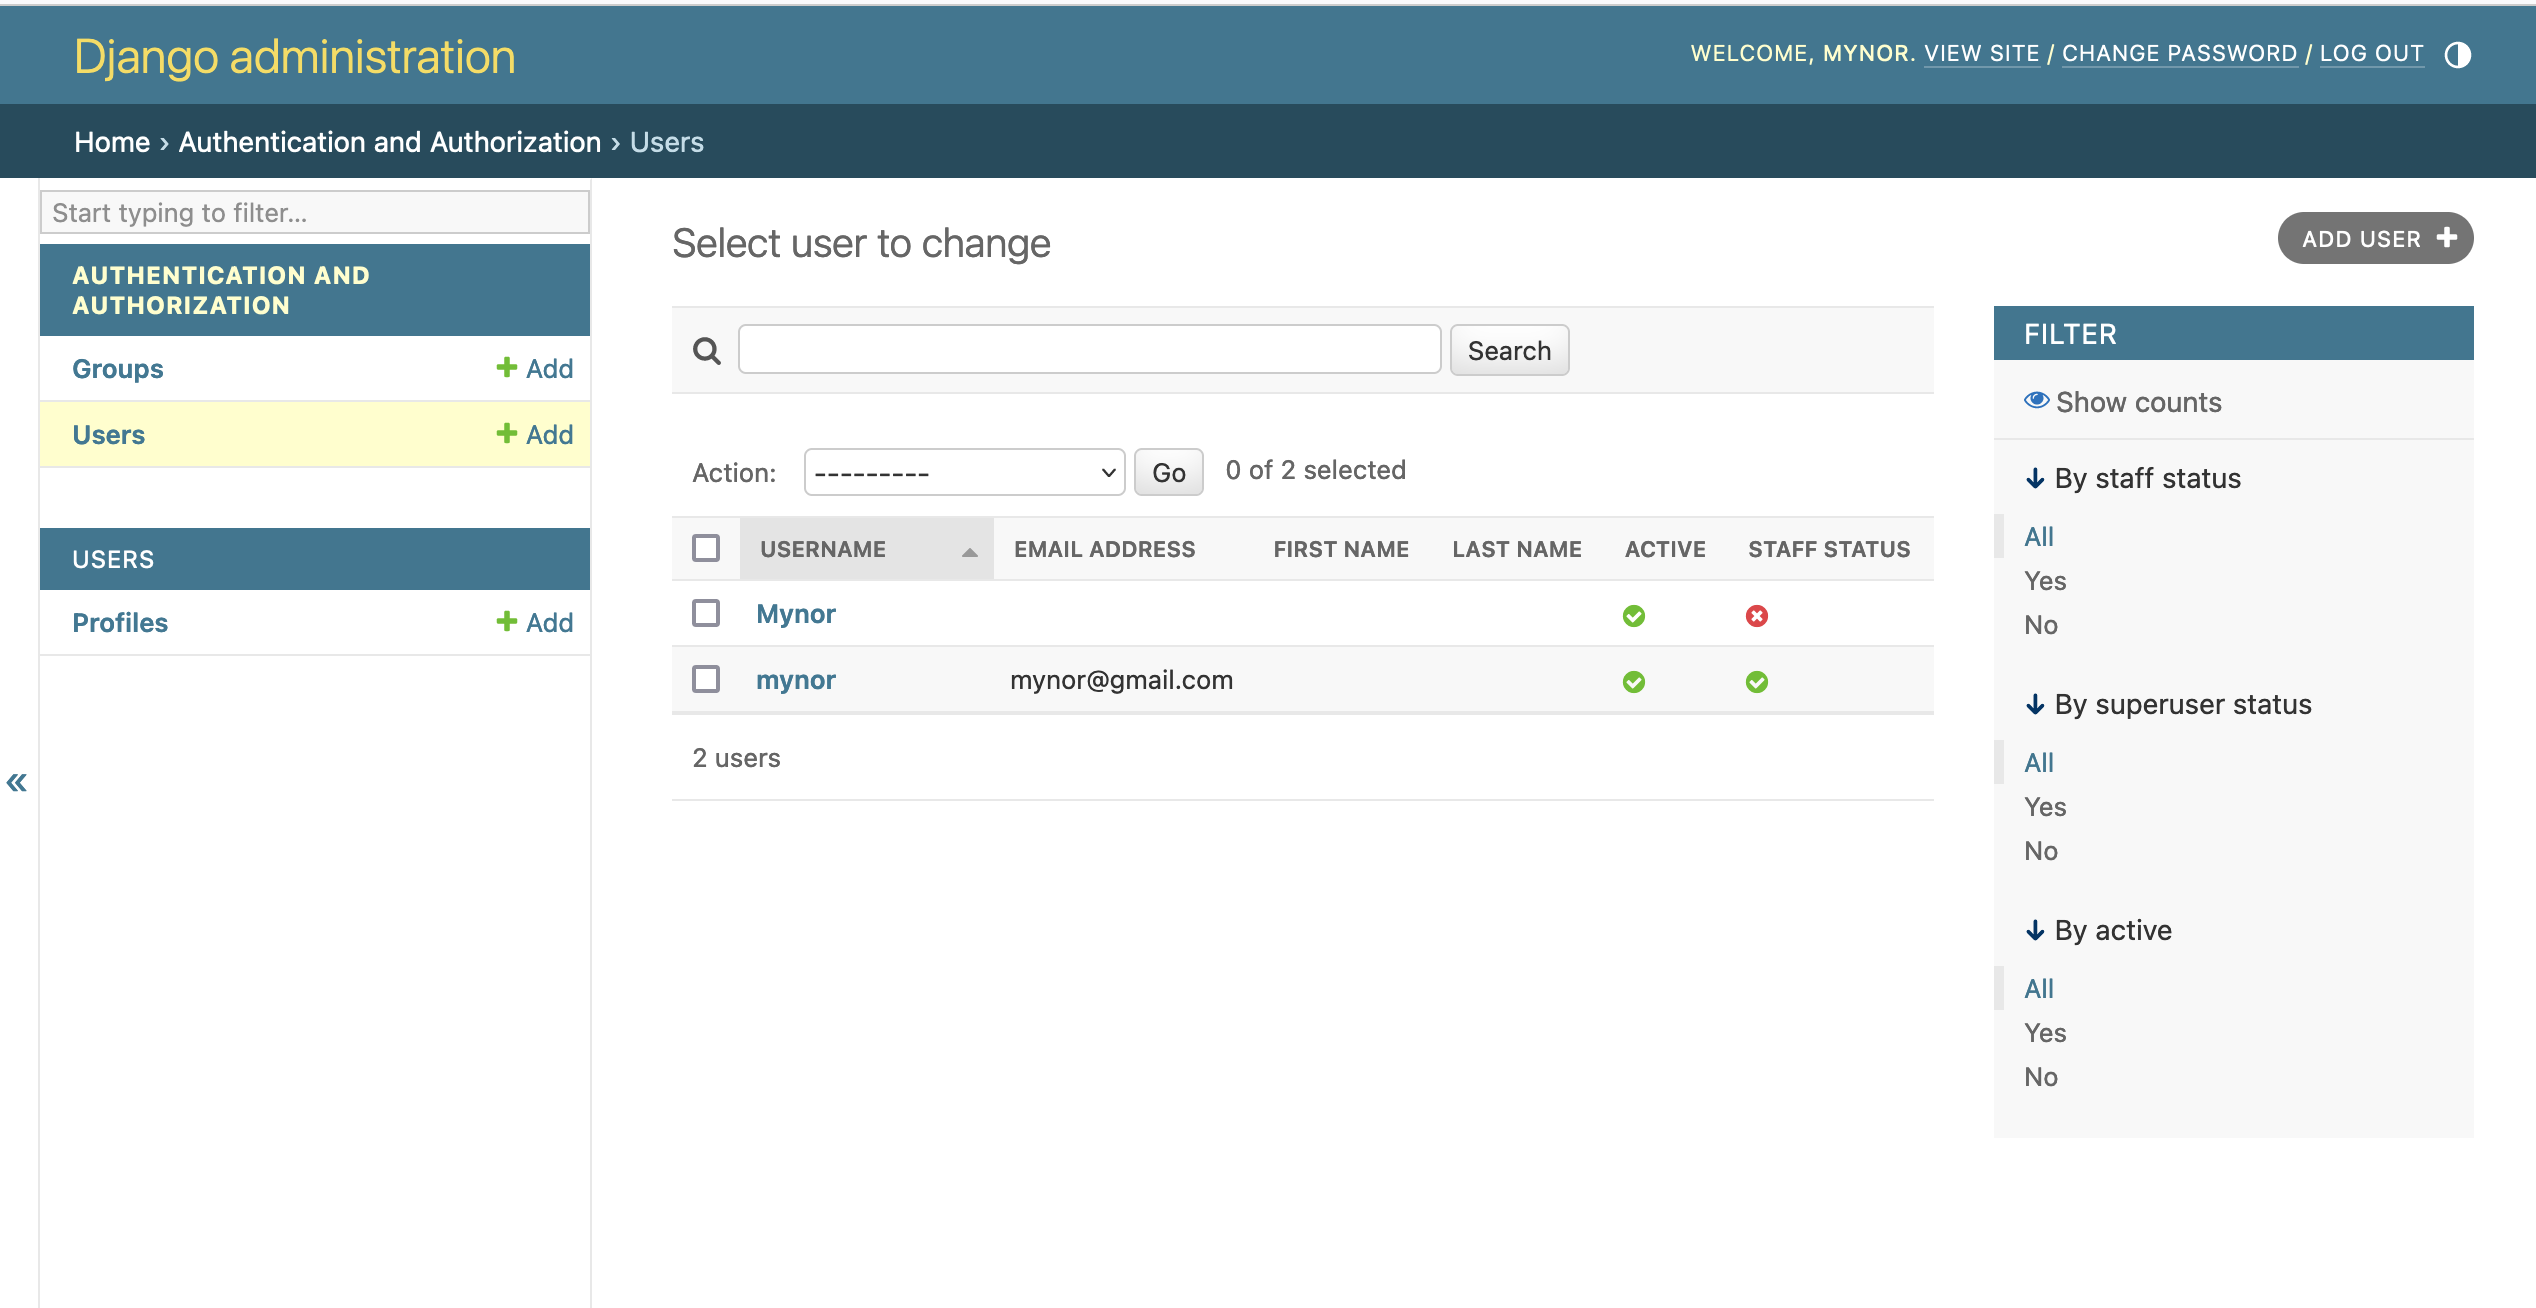 Django administration
WELCOME, MYNOR. VIEW SITE / CHANGE PASSWORD / LOG OUT
Home › Authentication and Authorization › Users
Start typing to filter...
AUTHENTICATION AND
AUTHORIZATION
Groups + Add
Users + Add
USERS
Profiles + Add
«
Select user to change
ADD USER +
Search
Action: --------- Go 0 of 2 selected
USERNAME EMAIL ADDRESS FIRST NAME LAST NAME ACTIVE STAFF STATUS
Mynor
mynor mynor@gmail.com
2 users
FILTER
Show counts
↓ By staff status
All
Yes
No
↓ By superuser status
All
Yes
No
↓ By active
All
Yes
No